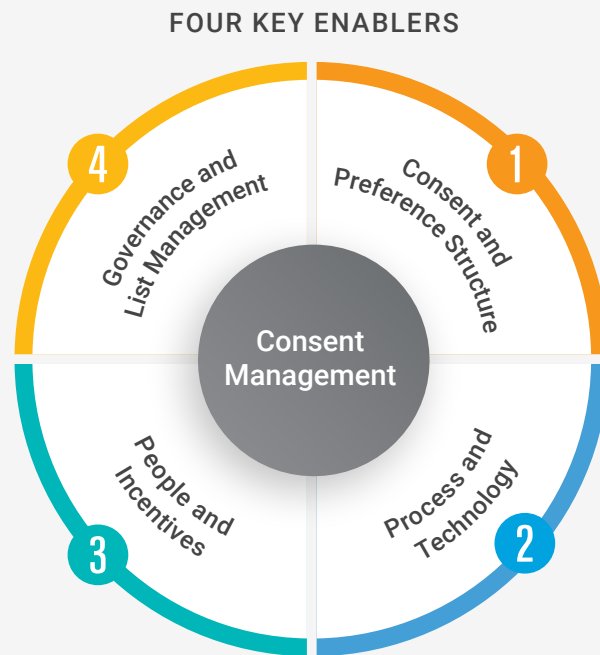 FOUR KEY ENABLERS
1
Consent and
Preference Structure
2
Process and
Technology
3
People and
Incentives
4
Governance and
List Management
Consent
Management